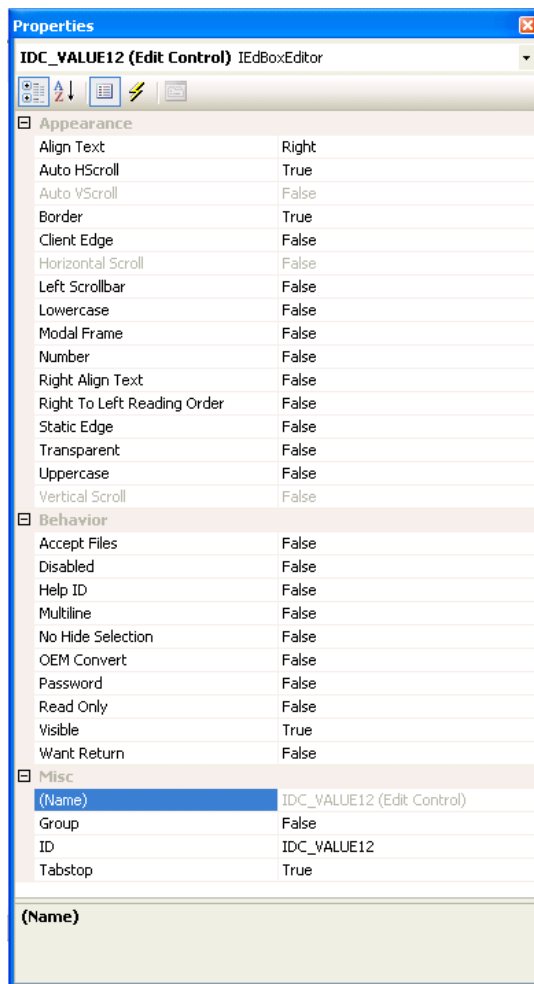 Properties
IDC_VALUE12 (Edit Control) IEdBoxEditor
Appearance
Align Text Right
Auto HScroll True
Auto VScroll False
Border True
Client Edge False
Horizontal Scroll False
Left Scrollbar False
Lowercase False
Modal Frame False
Number False
Right Align Text False
Right To Left Reading Order False
Static Edge False
Transparent False
Uppercase False
Vertical Scroll False
Behavior
Accept Files False
Disabled False
Help ID False
Multiline False
No Hide Selection False
OEM Convert False
Password False
Read Only False
Visible True
Want Return False
Misc
(Name) IDC_VALUE12 (Edit Control)
Group False
ID IDC_VALUE12
Tabstop True
(Name)